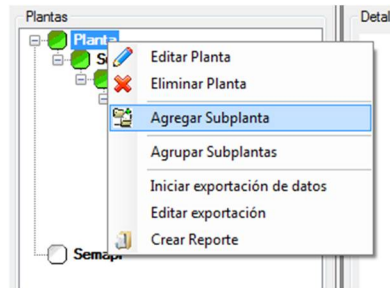 Plantas
Detal
Planta
Editar Planta
Eliminar Planta
Agregar Subplanta
Agrupar Subplantas
Iniciar exportación de datos
Editar exportación
Crear Reporte